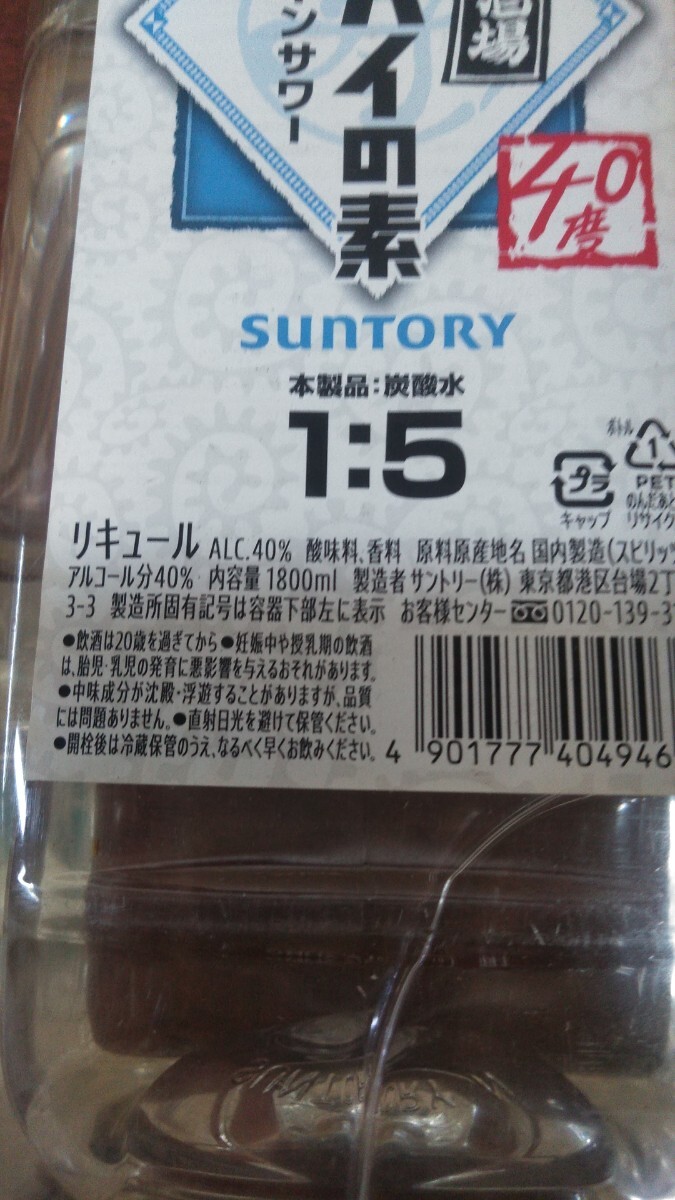 酒場
ハイの素
ンサワー
40度
SUNTORY
本製品:炭酸水
1:5
ボトル
1
PET
プラ
キャップ
のんだあと
リサイク
リキュール ALC.40% 酸味料、香料 原料原産地名 国内製造(スピリッツ
アルコール分40% 内容量 1800ml 製造者 サントリー(株) 東京都港区台場2丁
3-3 製造所固有記号は容器下部左に表示 お客様センター 0120-139-3
●飲酒は20歳を過ぎてから●妊娠中や授乳期の飲酒
は、胎児・乳児の発育に悪影響を与えるおそれがあります。
●中味成分が沈殿・浮遊することがありますが、品質
には問題ありません。●直射日光を避けて保管ください。
●開栓後は冷蔵保管のうえ、なるべく早くお飲みください。
4 901777 404946